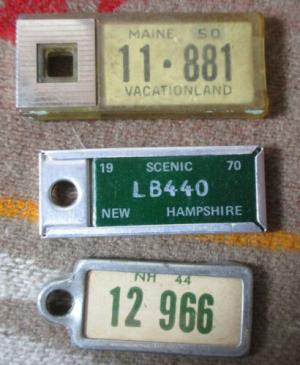 MAINE 50
11·881
VACATIONLAND
19 SCENIC 70
LB440
NEW HAMPSHIRE
NH 44
12 966